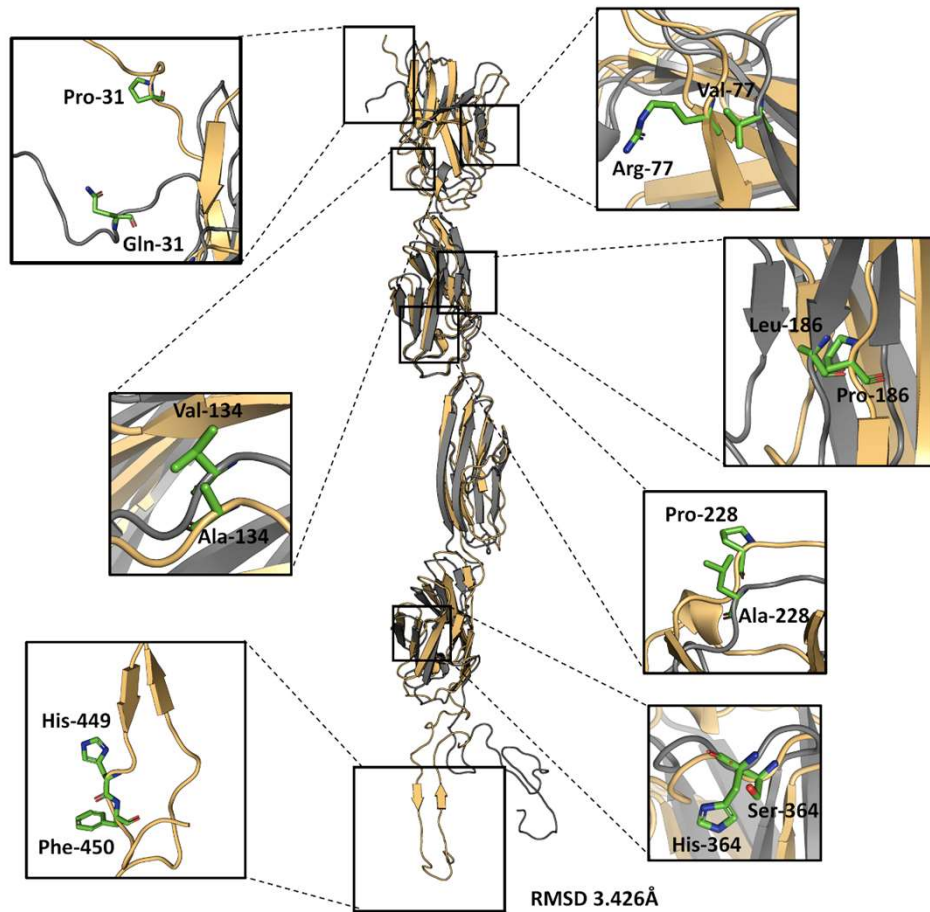 Pro-31
Gln-31
Val-77
Arg-77
Leu-186
Pro-186
Val-134
Ala-134
Pro-228
Ala-228
His-449
Phe-450
Ser-364
His-364
RMSD 3.426Å